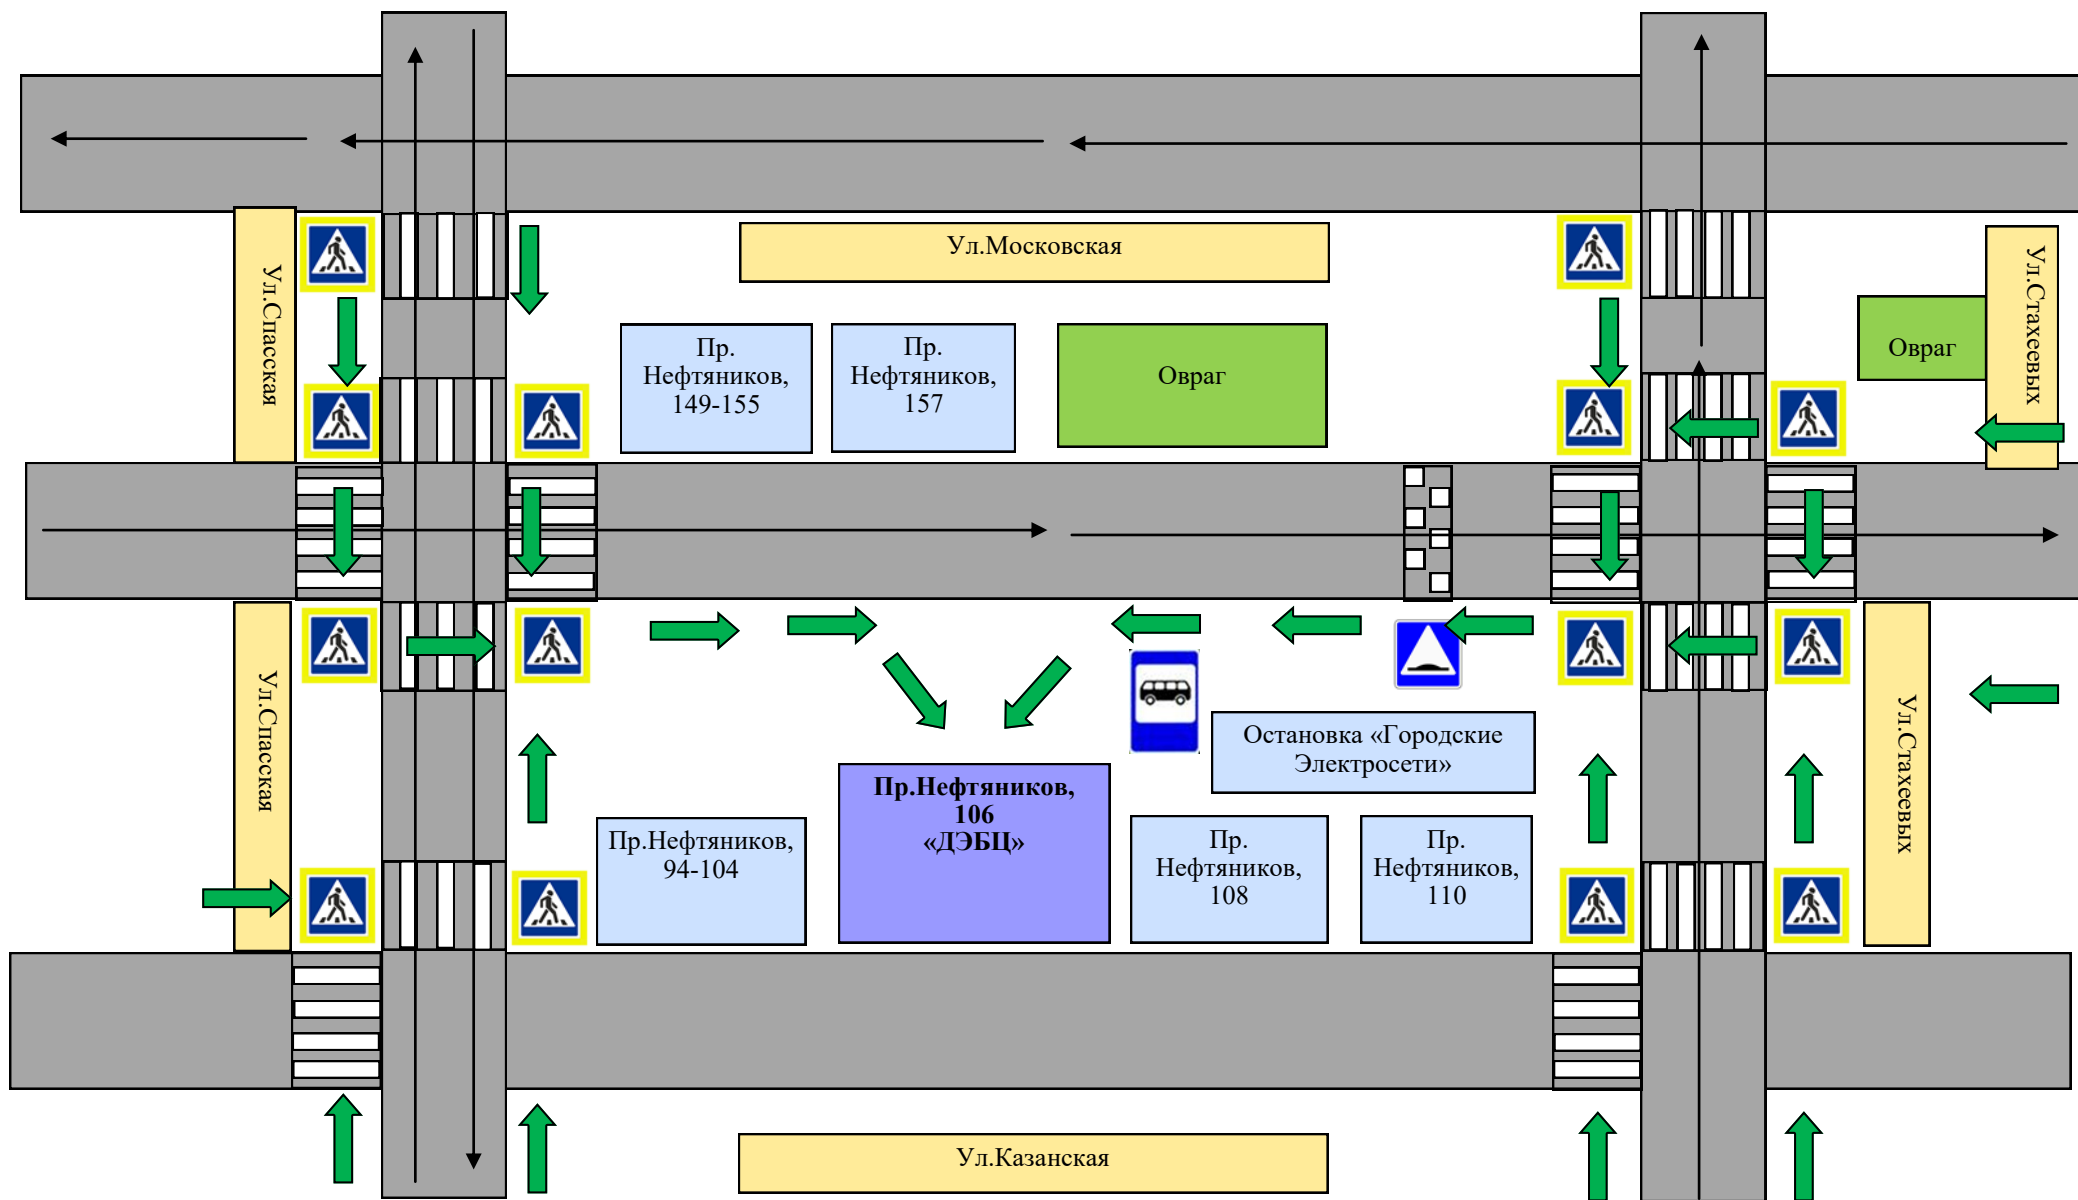 Ул.Московская
Ул.Спасская
Ул.Стахеевых
Пр.
Нефтяников,
149-155
Пр.
Нефтяников,
157
Овраг
Овраг
Ул.Спасская
Ул.Стахеевых
Остановка «Городские
Электросети»
Пр.Нефтяников,
94-104
Пр.Нефтяников,
106
«ДЭБЦ»
Пр.
Нефтяников,
108
Пр.
Нефтяников,
110
Ул.Казанская